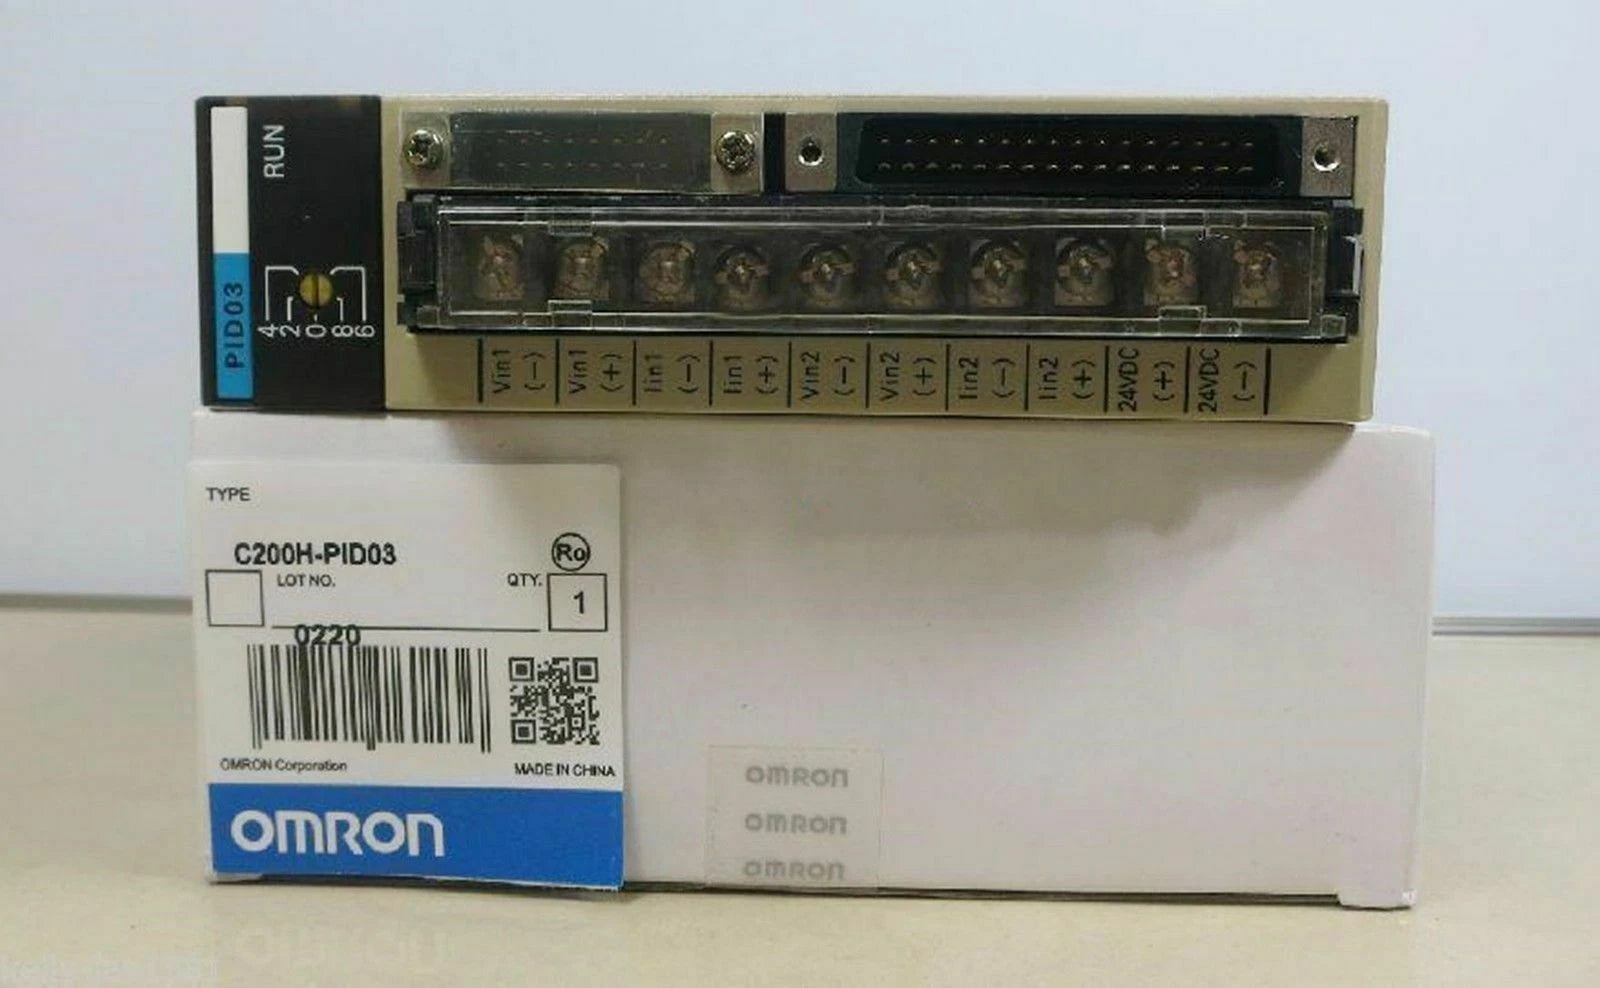 RUN
PID03
4
2
0
8
6
Vin1 (-)
Vin1 (+)
Iin1 (-)
Iin1 (+)
Vin2 (-)
Vin2 (+)
Iin2 (-)
Iin2 (+)
24VDC (+)
24VDC (-)
TYPE
C200H-PID03
Ro
LOT NO.
QTY.
1
0220
OMRON Corporation
MADE IN CHINA
OMRON
OMRON
OMRON
OMRON